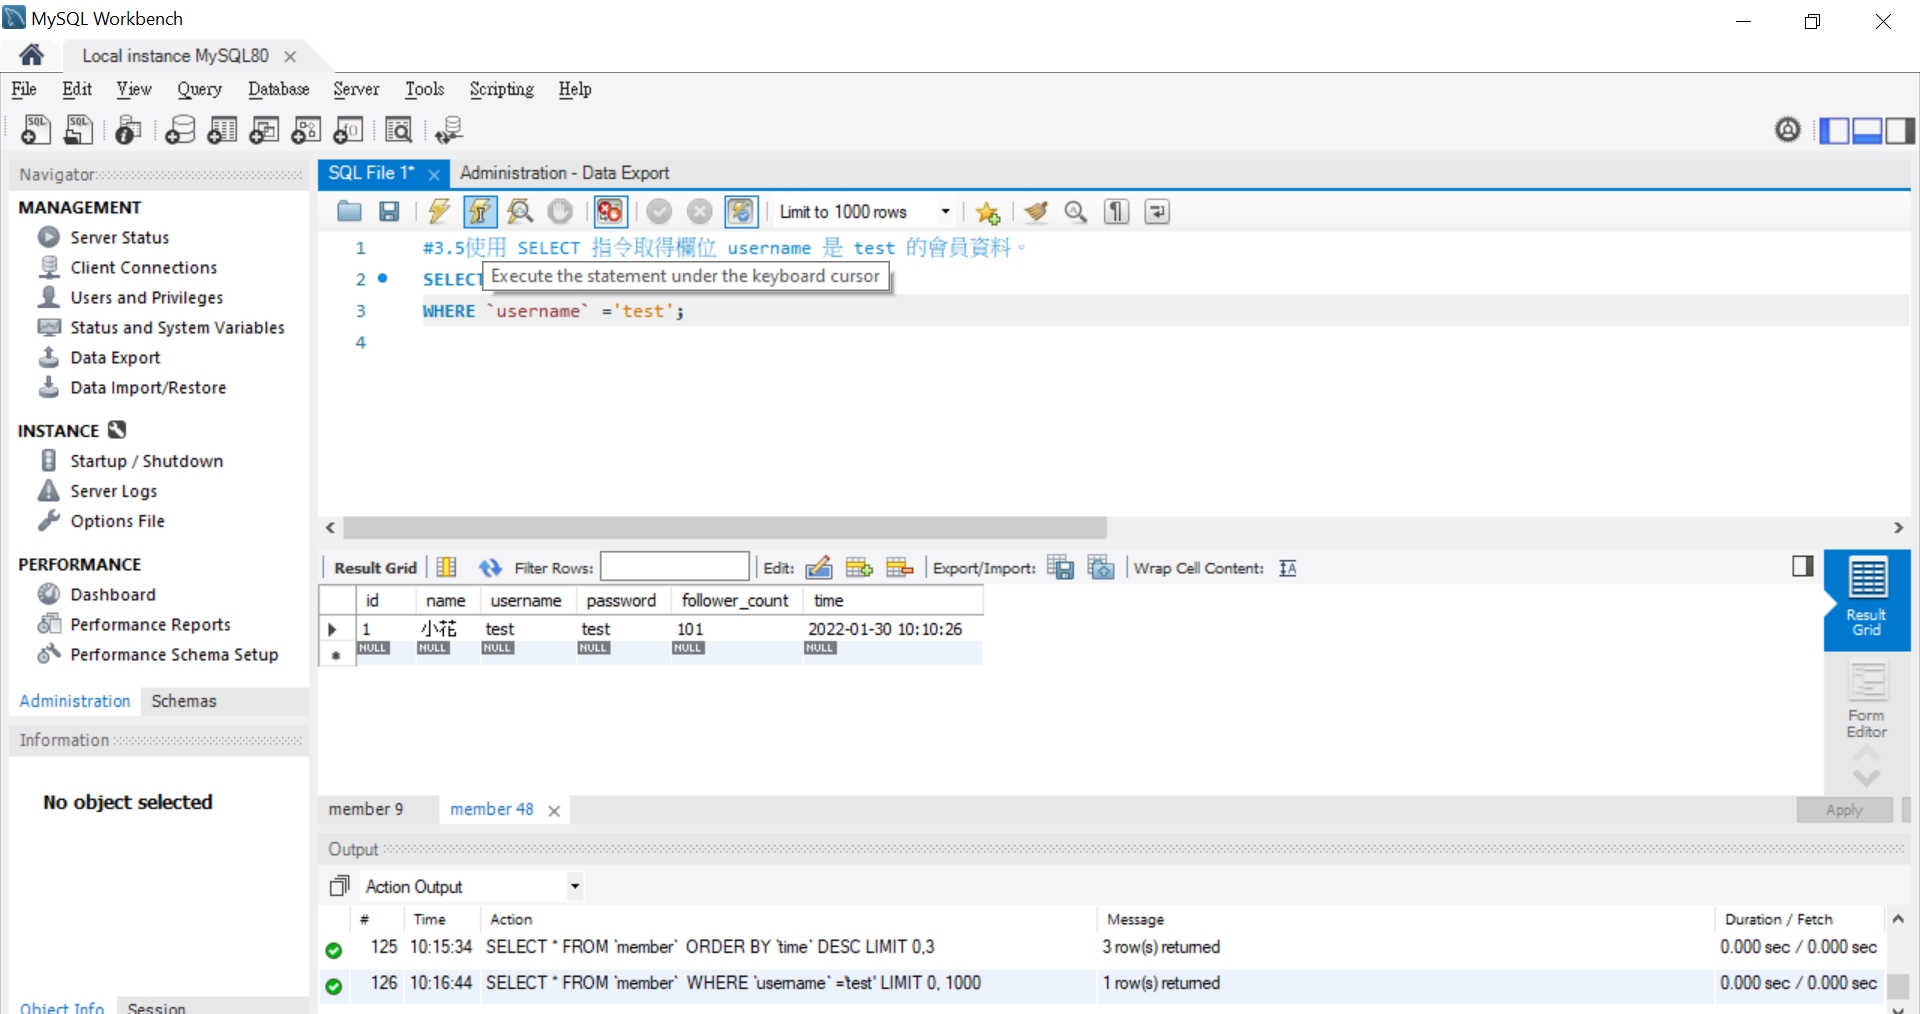 MySQL Workbench
Local instance MySQL80
File Edit View Query Database Server Tools Scripting Help
Navigator
MANAGEMENT
Server Status
Client Connections
Users and Privileges
Status and System Variables
Data Export
Data Import/Restore
INSTANCE
Startup / Shutdown
Server Logs
Options File
PERFORMANCE
Dashboard
Performance Reports
Performance Schema Setup
Administration Schemas
Information
No object selected
Object Info Session
SQL File 1* Administration - Data Export
Limit to 1000 rows
1 #3.5使用 SELECT 指令取得欄位 username 是 test 的會員資料。
2 SELECT
Execute the statement under the keyboard cursor
3 WHERE `username` ='test';
4
Result Grid Filter Rows: Edit: Export/Import: Wrap Cell Content:
id name username password follower_count time
1 小花 test test 101 2022-01-30 10:10:26
NULL NULL NULL NULL NULL NULL
Result Grid
Form Editor
member 9 member 48 Apply
Output
Action Output
# Time Action Message Duration / Fetch
125 10:15:34 SELECT * FROM `member` ORDER BY `time` DESC LIMIT 0,3 3 row(s) returned 0.000 sec / 0.000 sec
126 10:16:44 SELECT * FROM `member` WHERE `username` ='test' LIMIT 0, 1000 1 row(s) returned 0.000 sec / 0.000 sec